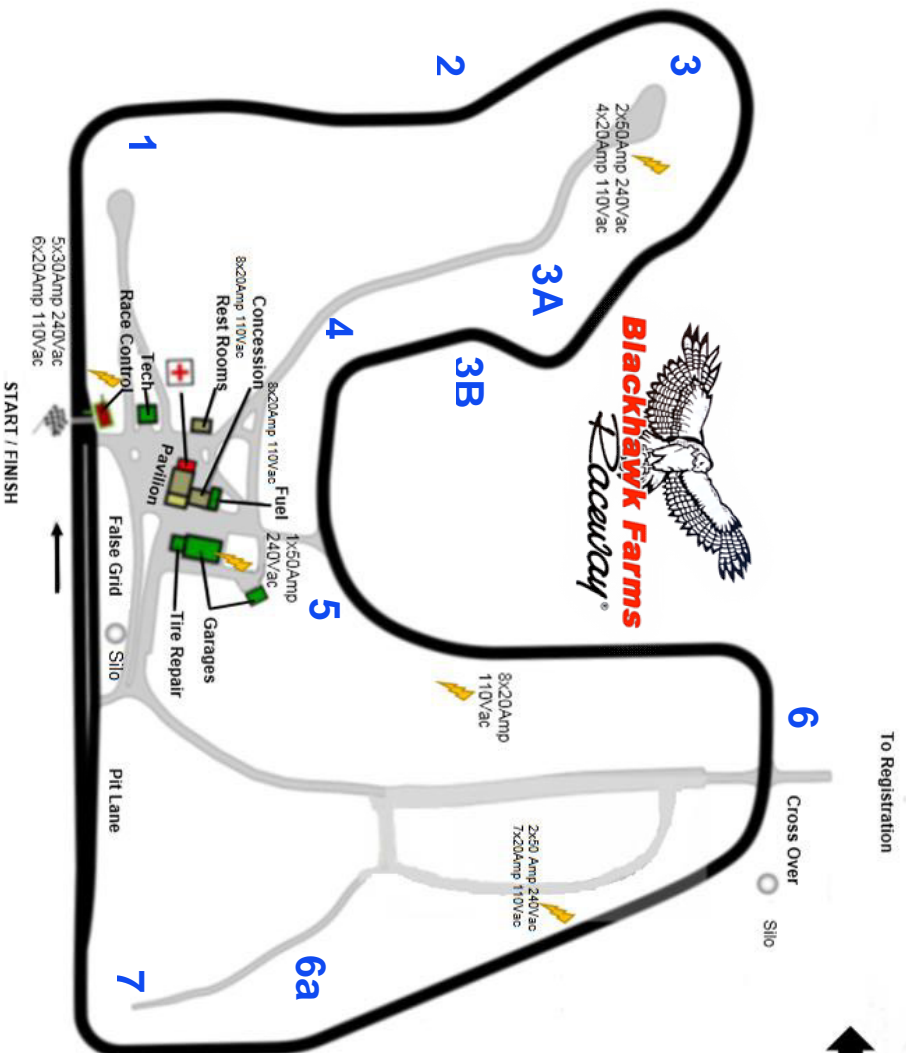 2
3
1
2x50Amp 240Vac
4x20Amp 110Vac
3A
4
3B
Blackhawk Farms
Raceway®
5x30Amp 240Vac
6x20Amp 110Vac
Race Control
Tech
Rest Rooms
Concession
8x20Amp 110Vac
8x20Amp 110Vac
Fuel
Pavilion
START / FINISH
False Grid
Silo
1x50Amp
240Vac
5
Garages
Tire Repair
8x20Amp
110Vac
6
To Registration
Cross Over
Silo
Pit Lane
2x50 Amp 240Vac
7x20Amp 110Vac
6a
7